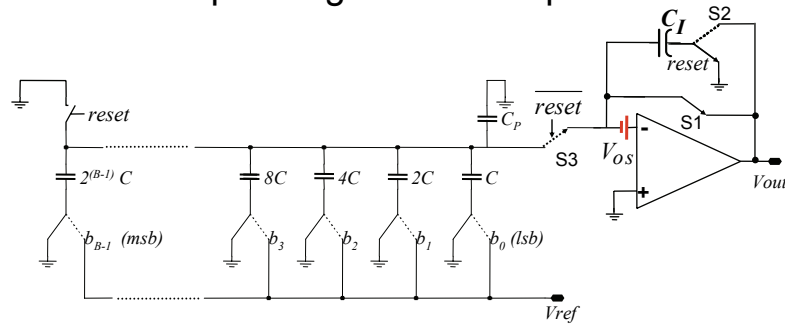 C_I
S2
reset
reset
C_P
reset
S1
S3
V_os
-
+
Vout
2^(B-1) C
8C
4C
2C
C
b_B-1 (msb)
b_3
b_2
b_1
b_0 (lsb)
Vref